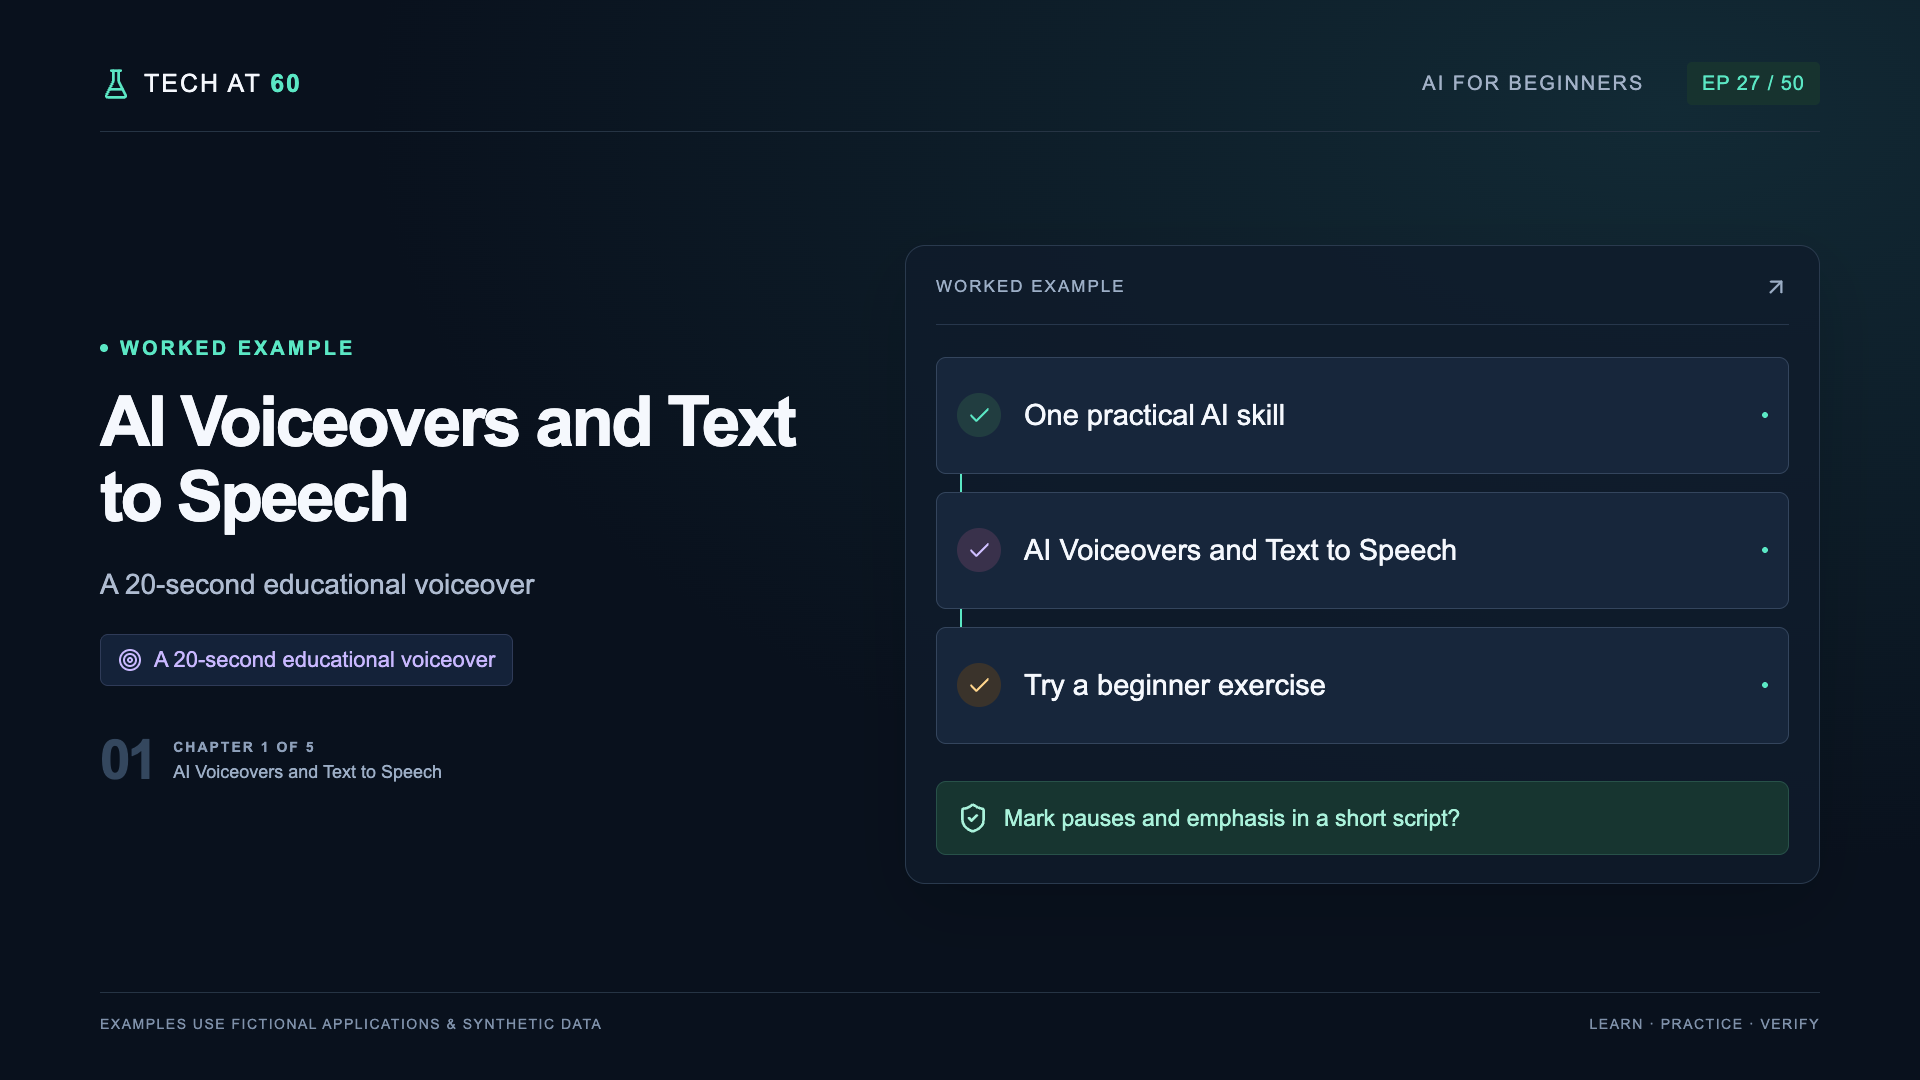 TECH AT 60
AI FOR BEGINNERS
EP 27 / 50
WORKED EXAMPLE
AI Voiceovers and Text
to Speech
A 20-second educational voiceover
A 20-second educational voiceover
01
CHAPTER 1 OF 5
AI Voiceovers and Text to Speech
WORKED EXAMPLE
One practical AI skill
AI Voiceovers and Text to Speech
Try a beginner exercise
Mark pauses and emphasis in a short script?
EXAMPLES USE FICTIONAL APPLICATIONS & SYNTHETIC DATA
LEARN · PRACTICE · VERIFY